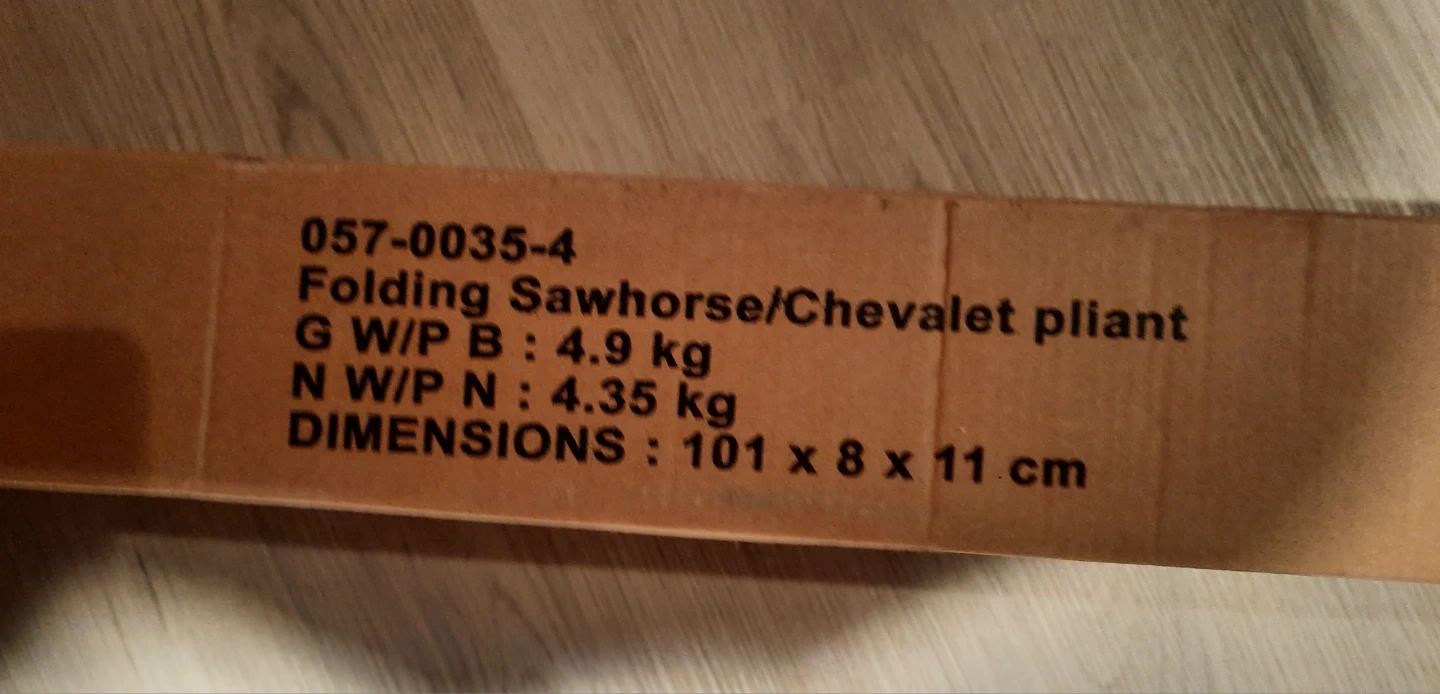 057-0035-4
Folding Sawhorse/Chevalet pliant
G W/P B : 4.9 kg
N W/P N : 4.35 kg
DIMENSIONS : 101 x 8 x 11 cm